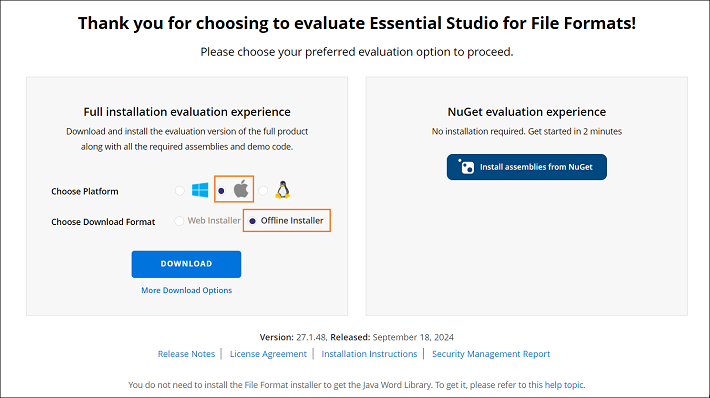 Thank you for choosing to evaluate Essential Studio for File Formats!
Please choose your preferred evaluation option to proceed.
Full installation evaluation experience
Download and install the evaluation version of the full product
along with all the required assemblies and demo code.
Choose Platform
Choose Download Format Web Installer Offline Installer
DOWNLOAD
More Download Options
NuGet evaluation experience
No installation required. Get started in 2 minutes
Install assemblies from NuGet
Version: 27.1.48, Released: September 18, 2024
Release Notes | License Agreement | Installation Instructions | Security Management Report
You do not need to install the File Format installer to get the Java Word Library. To get it, please refer to this help topic.